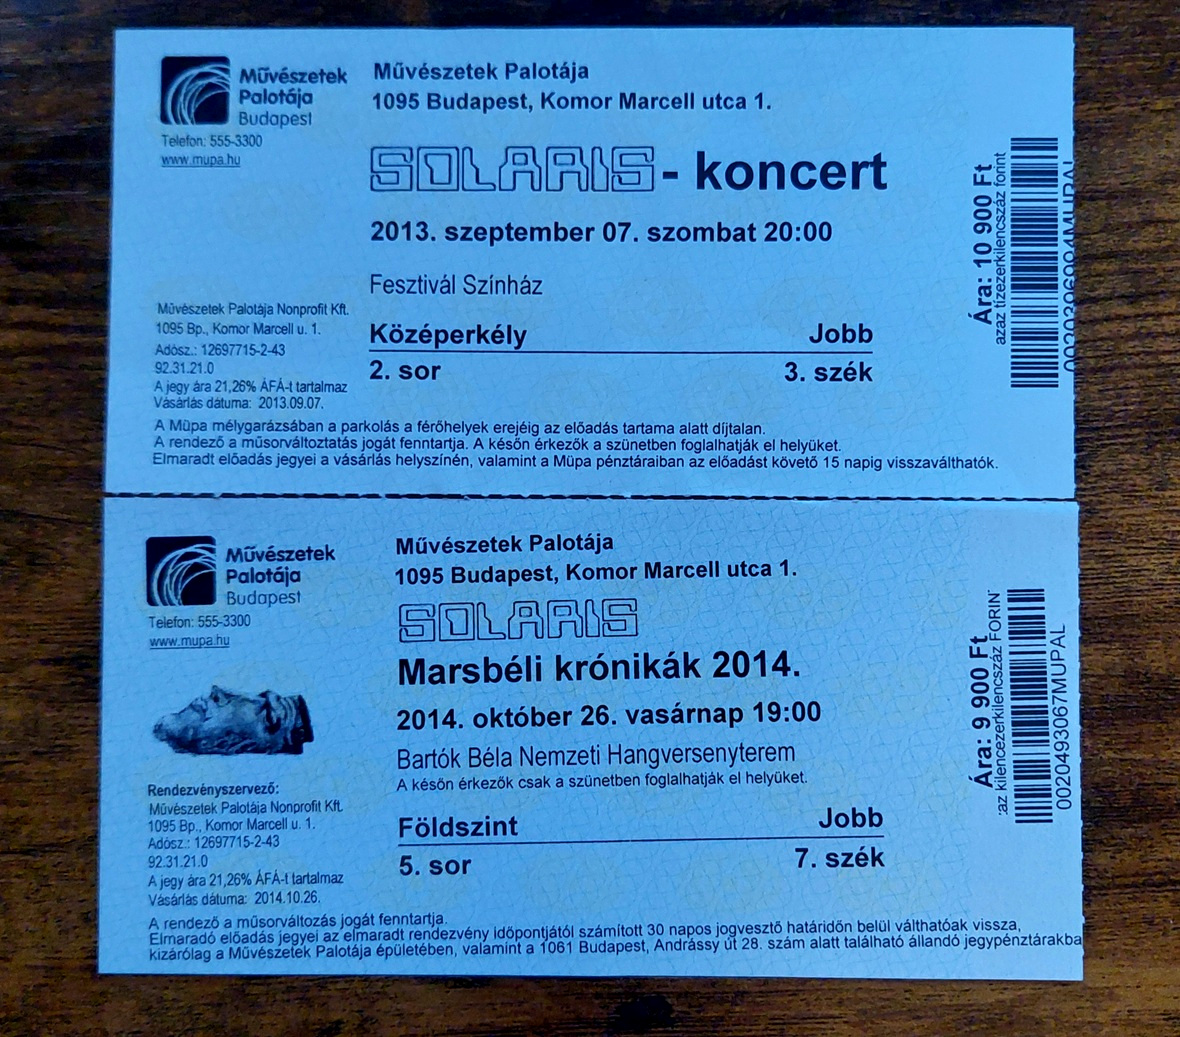 Művészetek
Palotája
Budapest
Telefon: 555-3300
www.mupa.hu
Művészetek Palotája
1095 Budapest, Komor Marcell utca 1.
SOLARIS - koncert
2013. szeptember 07. szombat 20:00
Fesztivál Színház
Középerkély Jobb
2. sor 3. szék
Művészetek Palotája Nonprofit Kft.
1095 Bp., Komor Marcell u. 1.
Adósz.: 12697715-2-43
92.31.21.0
A jegy ára 21,26% ÁFÁ-t tartalmaz
Vásárlás dátuma: 2013.09.07.
A Müpa mélygarázsában a parkolás a férőhelyek erejéig az előadás tartama alatt díjtalan.
A rendező a műsorváltoztatás jogát fenntartja. A későn érkezők a szünetben foglalhatják el helyüket.
Elmaradt előadás jegyei a vásárlás helyszínén, valamint a Müpa pénztáraiban az előadást követő 15 napig visszaválthatók.
Ára: 10 900 Ft
azaz tízezerkilencszáz forint
Művészetek
Palotája
Budapest
Telefon: 555-3300
www.mupa.hu
Művészetek Palotája
1095 Budapest, Komor Marcell utca 1.
SOLARIS
Marsbéli krónikák 2014.
2014. október 26. vasárnap 19:00
Bartók Béla Nemzeti Hangversenyterem
A későn érkezők csak a szünetben foglalhatják el helyüket.
Földszint Jobb
5. sor 7. szék
Rendezvényszervező:
Művészetek Palotája Nonprofit Kft.
1095 Bp., Komor Marcell u. 1.
Adósz.: 12697715-2-43
92.31.21.0
A jegy ára 21,26% ÁFÁ-t tartalmaz
Vásárlás dátuma: 2014.10.26.
A rendező a műsorváltozás jogát fenntartja.
Elmaradó előadás jegyei az elmaradt rendezvény időpontjától számított 30 napos jogvesztő határidőn belül válthatóak vissza,
kizárólag a Művészetek Palotája épületében, valamint a 1061 Budapest, Andrássy út 28. szám alatt található állandó jegypénztárakba
Ára: 9 900 Ft
az kilencezerkilencszáz FORIN
0020493067MUPAL